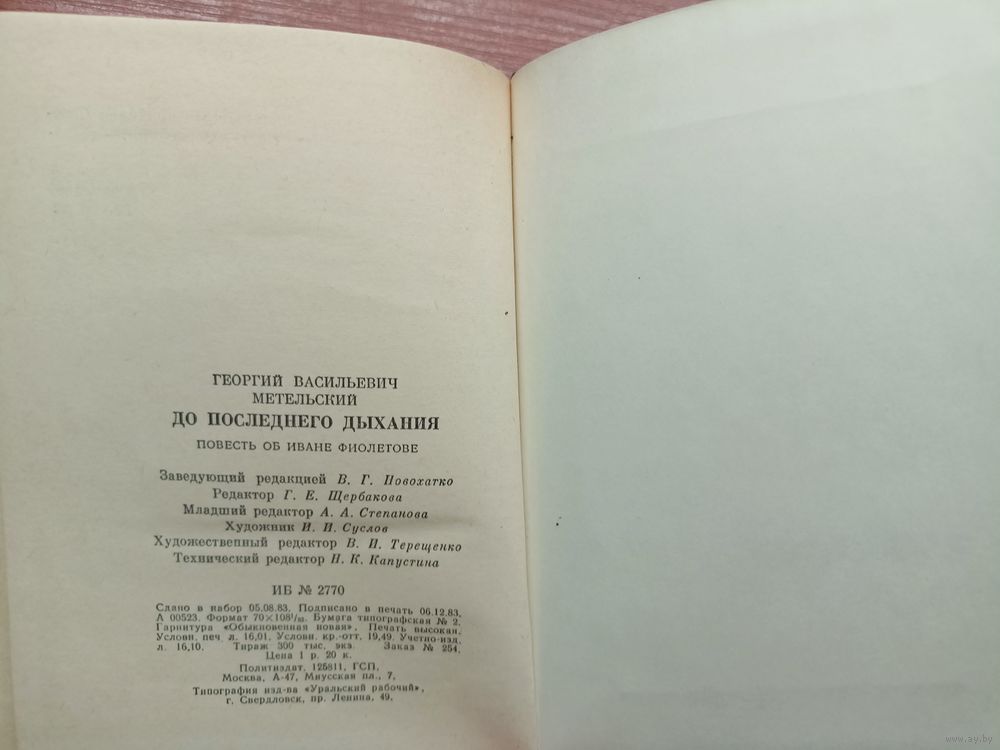 ГЕОРГИЙ ВАСИЛЬЕВИЧ
МЕТЕЛЬСКИЙ
ДО ПОСЛЕДНЕГО ДЫХАНИЯ
ПОВЕСТЬ ОБ ИВАНЕ ФИОЛЕТОВЕ
Заведующий редакцией В. Г. Новохатко
Редактор Г. Е. Щербакова
Младший редактор А. А. Степанова
Художник И. И. Суслов
Художественный редактор В. И. Терещенко
Технический редактор Н. К. Капустина
ИБ № 2770
Сдано в набор 05.08.83. Подписано в печать 06.12.83.
А 00523. Формат 70×108¹/₃₂. Бумага типографская № 2.
Гарнитура «Обыкновенная новая». Печать высокая.
Условн. печ. л. 16,01. Условн. кр.-отт. 19,49. Учетно-изд.
л. 16,10. Тираж 300 тыс. экз. Заказ № 254.
Цена 1 р. 20 к.
Политиздат. 125811, ГСП,
Москва, А-47, Миусская пл., 7,
Типография изд-ва «Уральский рабочий»,
г. Свердловск, пр. Ленина, 49.
www.ay.by